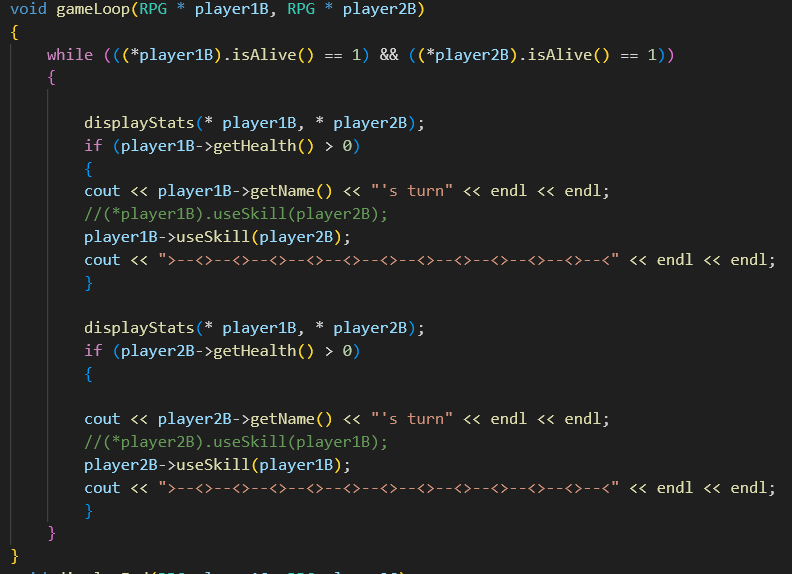 void gameLoop(RPG * player1B, RPG * player2B)
{
while (((*player1B).isAlive() == 1) && ((*player2B).isAlive() == 1))
{
displayStats(* player1B, * player2B);
if (player1B->getHealth() > 0)
{
cout << player1B->getName() << "'s turn" << endl << endl;
//(*player1B).useSkill(player2B);
player1B->useSkill(player2B);
cout << ">--<>--<>--<>--<>--<>--<>--<>--<>--<>--<>--<>--<" << endl << endl;
}
displayStats(* player1B, * player2B);
if (player2B->getHealth() > 0)
{
cout << player2B->getName() << "'s turn" << endl << endl;
//(*player2B).useSkill(player1B);
player2B->useSkill(player1B);
cout << ">--<>--<>--<>--<>--<>--<>--<>--<>--<>--<>--<>--<" << endl << endl;
}
}
}